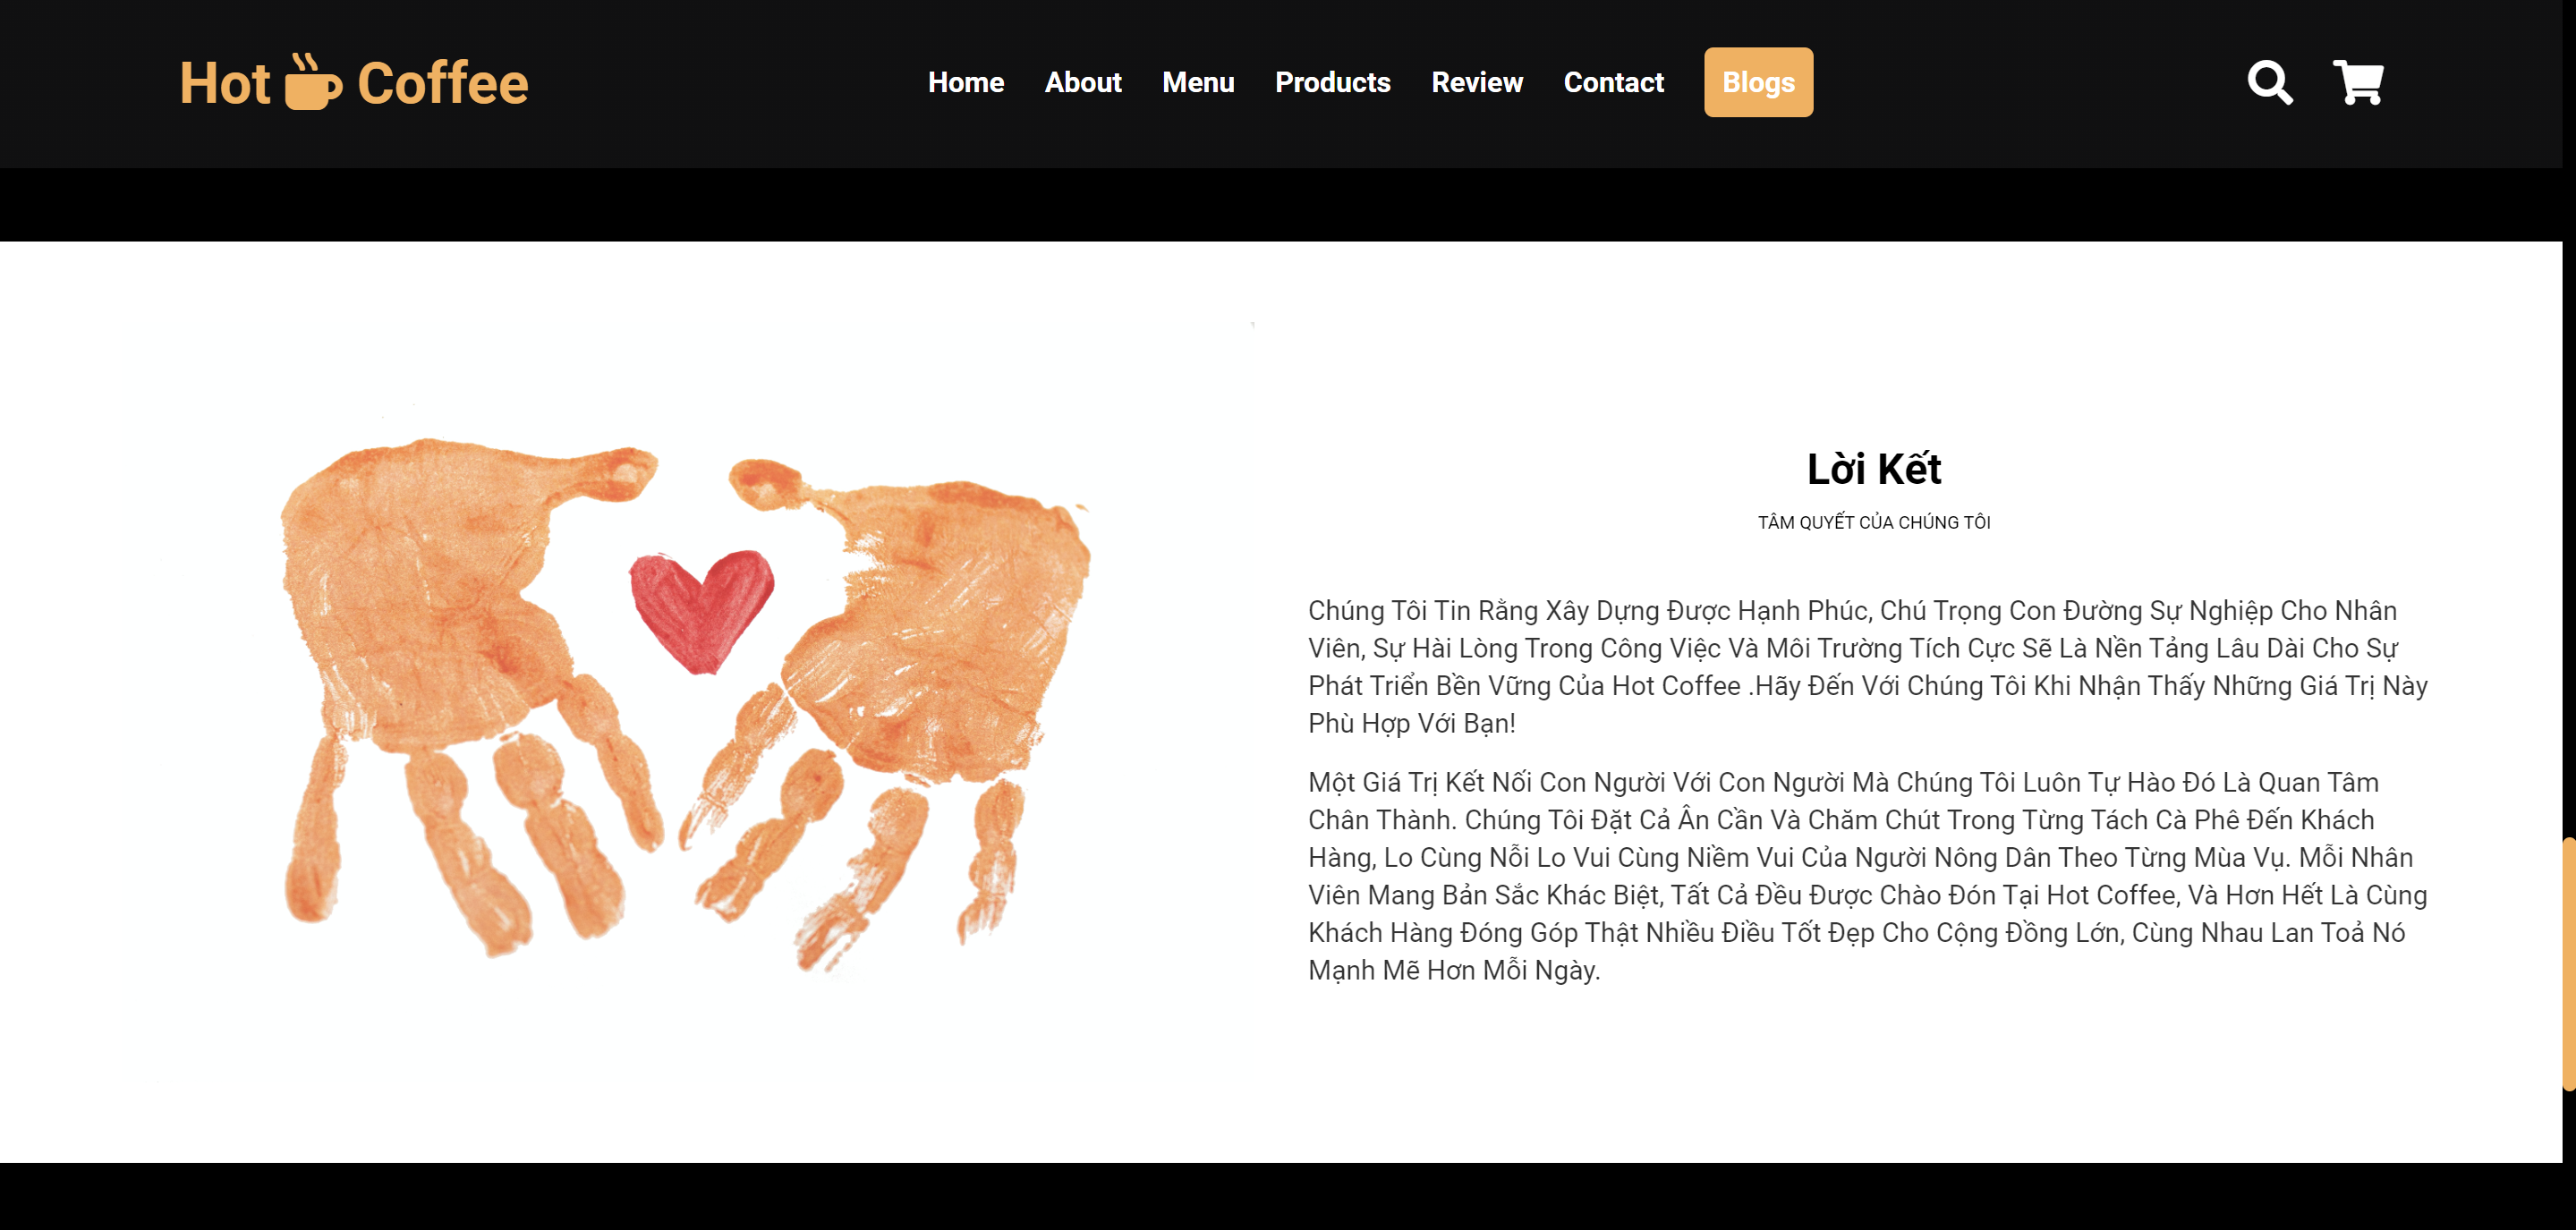 Hot Coffee
Home About Menu Products Review Contact Blogs
Lời Kết
TÂM QUYẾT CỦA CHÚNG TÔI
Chúng Tôi Tin Rằng Xây Dựng Được Hạnh Phúc, Chú Trọng Con Đường Sự Nghiệp Cho Nhân
Viên, Sự Hài Lòng Trong Công Việc Và Môi Trường Tích Cực Sẽ Là Nền Tảng Lâu Dài Cho Sự
Phát Triển Bền Vững Của Hot Coffee .Hãy Đến Với Chúng Tôi Khi Nhận Thấy Những Giá Trị Này
Phù Hợp Với Bạn!
Một Giá Trị Kết Nối Con Người Với Con Người Mà Chúng Tôi Luôn Tự Hào Đó Là Quan Tâm
Chân Thành. Chúng Tôi Đặt Cả Ân Cần Và Chăm Chút Trong Từng Tách Cà Phê Đến Khách
Hàng, Lo Cùng Nỗi Lo Vui Cùng Niềm Vui Của Người Nông Dân Theo Từng Mùa Vụ. Mỗi Nhân
Viên Mang Bản Sắc Khác Biệt, Tất Cả Đều Được Chào Đón Tại Hot Coffee, Và Hơn Hết Là Cùng
Khách Hàng Đóng Góp Thật Nhiều Điều Tốt Đẹp Cho Cộng Đồng Lớn, Cùng Nhau Lan Toả Nó
Mạnh Mẽ Hơn Mỗi Ngày.